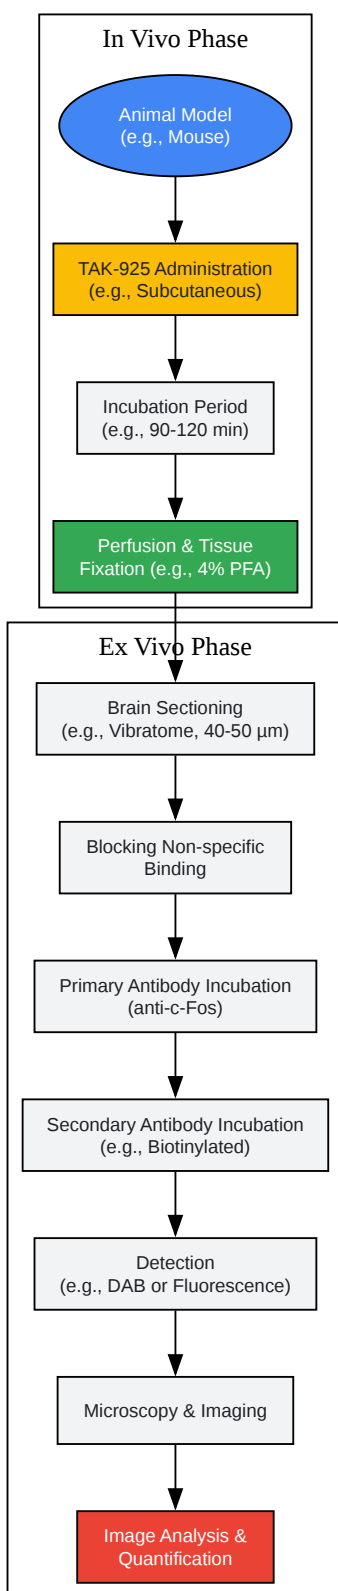 In Vivo Phase
Animal Model
(e.g., Mouse)
TAK-925 Administration
(e.g., Subcutaneous)
Incubation Period
(e.g., 90-120 min)
Perfusion & Tissue
Fixation (e.g., 4% PFA)
Ex Vivo Phase
Brain Sectioning
(e.g., Vibratome, 40-50 µm)
Blocking Non-specific
Binding
Primary Antibody Incubation
(anti-c-Fos)
Secondary Antibody Incubation
(e.g., Biotinylated)
Detection
(e.g., DAB or Fluorescence)
Microscopy & Imaging
Image Analysis &
Quantification